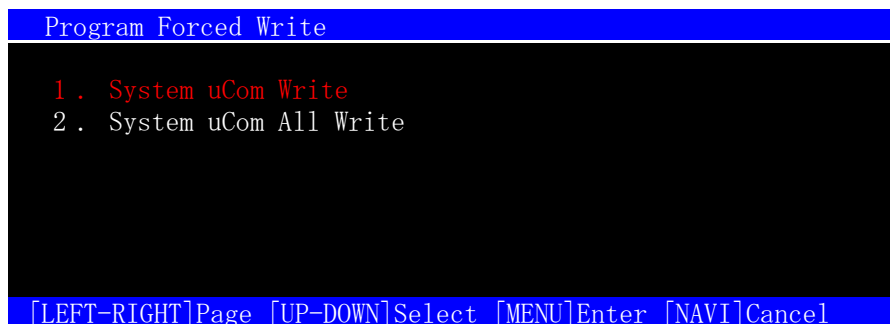 Program Forced Write
1. System uCom Write
2. System uCom All Write
[LEFT-RIGHT]Page [UP-DOWN]Select [MENU]Enter [NAVI]Cancel